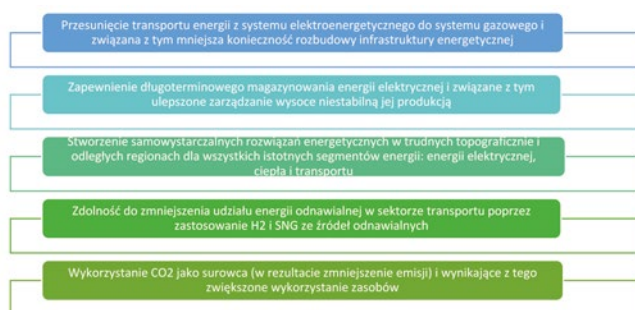 Przesunięcie transportu energii z systemu elektroenergetycznego do systemu gazowego i
związana z tym mniejsza konieczność rozbudowy infrastruktury energetycznej
Zapewnienie długoterminowego magazynowania energii elektrycznej i związane z tym
ulepszone zarządzanie wysoce niestabilną jej produkcją
Stworzenie samowystarczalnych rozwiązań energetycznych w trudnych topograficznie i
odległych regionach dla wszystkich istotnych segmentów energii: energii elektrycznej,
ciepła i transportu
Zdolność do zmniejszenia udziału energii odnawialnej w sektorze transportu poprzez
zastosowanie H2 i SNG ze źródeł odnawialnych
Wykorzystanie CO2 jako surowca (w rezultacie zmniejszenie emisji) i wynikające z tego
zwiększone wykorzystanie zasobów